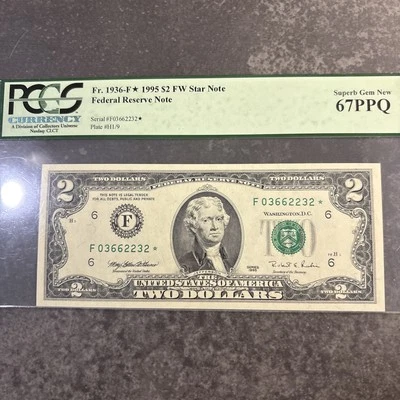 PCGS
CURRENCY
A Division of Collectors Universe
Nasdaq: CLCT
Fr. 1936-F★ 1995 $2 FW Star Note
Federal Reserve Note
Serial #F03662232★
Plate #H1/9
Superb Gem New
67PPQ
2 TWO DOLLARS FEDERAL RESERVE NOTE TWO DOLLARS 2
THIS NOTE IS LEGAL TENDER
FOR ALL DEBTS, PUBLIC AND PRIVATE
F 03662232 *
WASHINGTON, D.C.
6 F 6
F 03662232 *
6 6
SERIES
1995
THE
UNITED STATES OF AMERICA
2 TWO DOLLARS 2